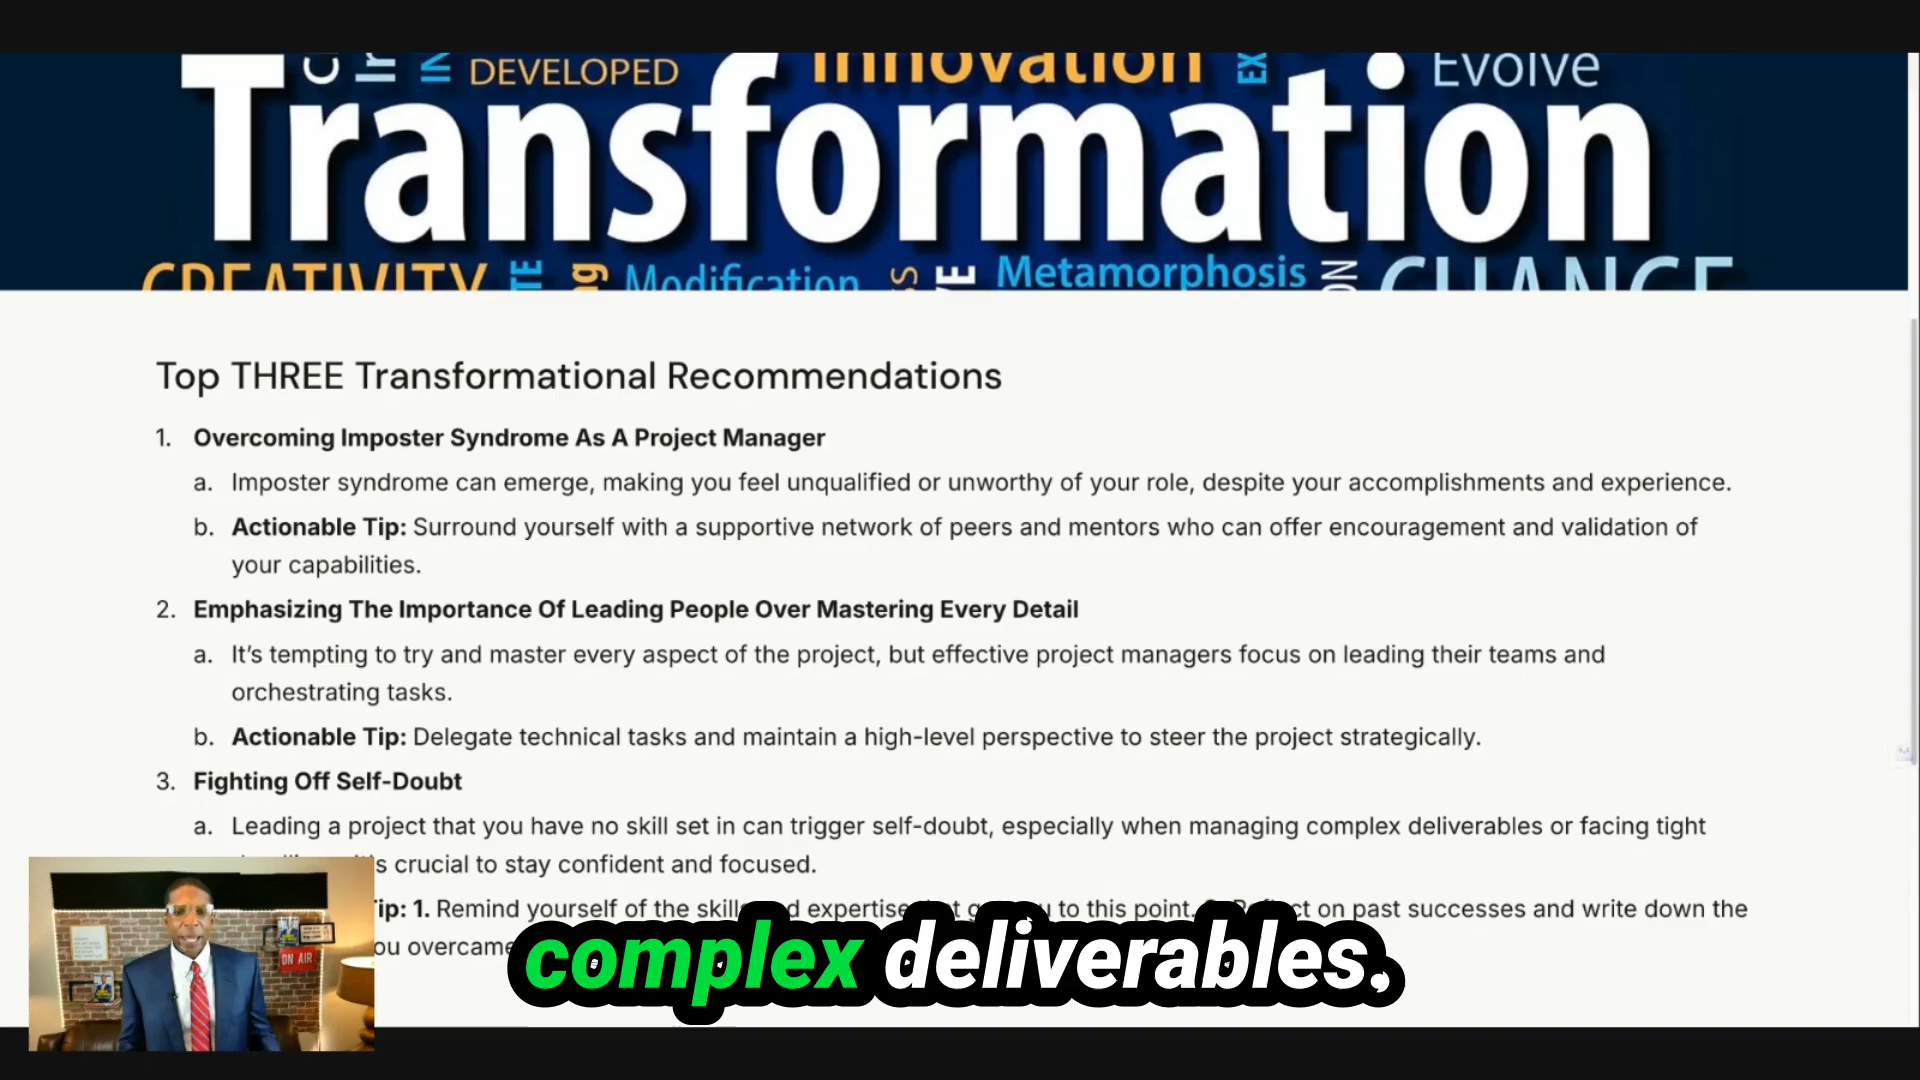 DEVELOPED Innovation EX Evolve
Transformation
CREATIVITY TE Modification VE Metamorphosis ON CHANGE
Top THREE Transformational Recommendations
1. Overcoming Imposter Syndrome As A Project Manager
a. Imposter syndrome can emerge, making you feel unqualified or unworthy of your role, despite your accomplishments and experience.
b. Actionable Tip: Surround yourself with a supportive network of peers and mentors who can offer encouragement and validation of
your capabilities.
2. Emphasizing The Importance Of Leading People Over Mastering Every Detail
a. It’s tempting to try and master every aspect of the project, but effective project managers focus on leading their teams and
orchestrating tasks.
b. Actionable Tip: Delegate technical tasks and maintain a high-level perspective to steer the project strategically.
3. Fighting Off Self-Doubt
a. Leading a project that you have no skill set in can trigger self-doubt, especially when managing complex deliverables or facing tight
crucial to stay confident and focused.
1. Remind yourself of the expertise to this point. on past successes and write down the
overcame
complex deliverables.
ON AIR